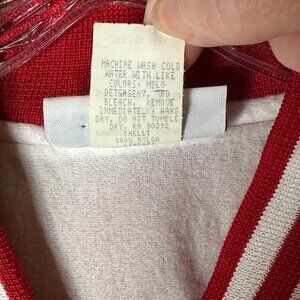 MACHINE WASH COLD
WATER WITH LIKE
COLORS; MILD
DETERGENT. NO
BLEACH. REMOVE
IMMEDIATELY; HANG
DRY. DO NOT TUMBLE
DRY. RN 90392
SHELL:
100% NYLON